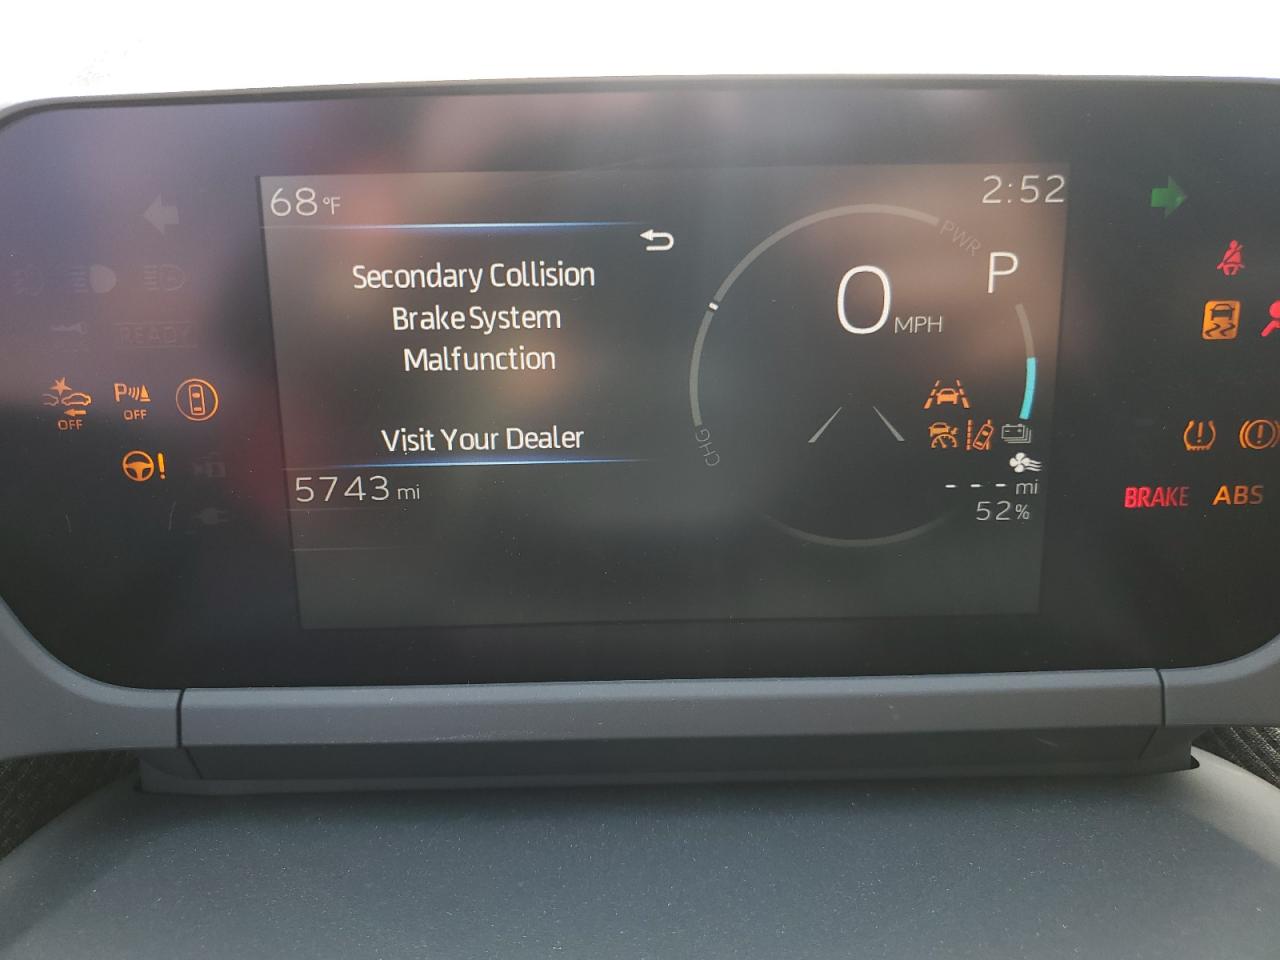 68°F
2:52
Secondary Collision
Brake System
Malfunction
Visit Your Dealer
PWR
P
0 MPH
CHG
READY
OFF
P
OFF
5743 mi
- - - mi
52%
BRAKE
ABS